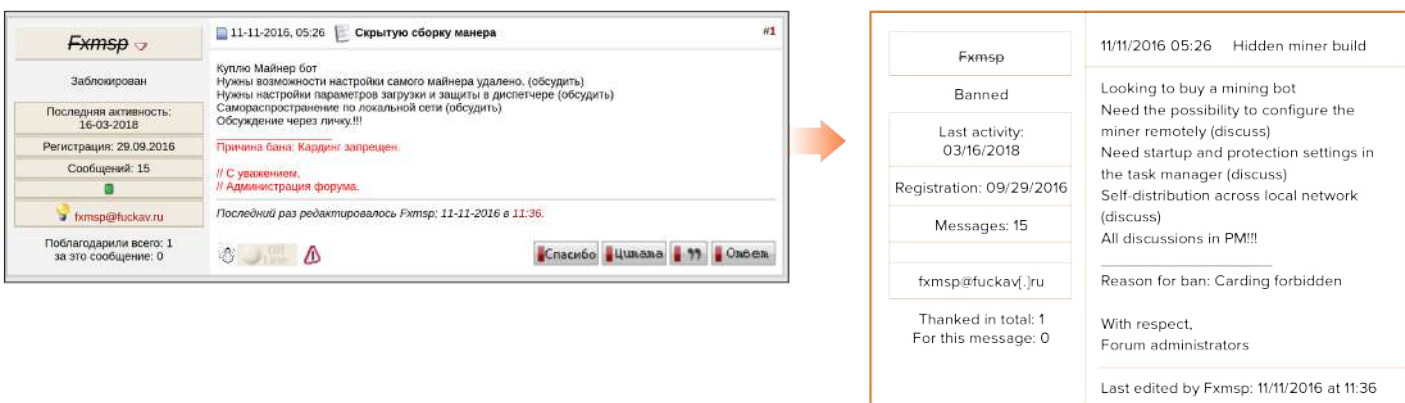 Fxmsp
Заблокирован
Последняя активность:
16-03-2018
Регистрация: 29.09.2016
Сообщений: 15
fxmsp@fuckav.ru
Поблагодарили всего: 1
за это сообщение: 0
11-11-2016, 05:26 Скрытую сборку манера #1
Куплю Майнер бот
Нужны возможности настройки самого майнера удалено. (обсудить)
Нужны настройки параметров загрузки и защиты в диспетчере (обсудить)
Самораспространение по локальной сети (обсудить)
Обсуждение через личку.!!!
Причина бана: Кардинг запрещен.
// С уважением,
// Администрация форума.
Последний раз редактировалось Fxmsp; 11-11-2016 в 11:36.
Off
Line
Спасибо Цитата Ответ
Fxmsp
Banned
Last activity:
03/16/2018
Registration: 09/29/2016
Messages: 15
fxmsp@fuckav[.]ru
Thanked in total: 1
For this message: 0
11/11/2016 05:26 Hidden miner build
Looking to buy a mining bot
Need the possibility to configure the
miner remotely (discuss)
Need startup and protection settings in
the task manager (discuss)
Self-distribution across local network
(discuss)
All discussions in PM!!!
Reason for ban: Carding forbidden
With respect,
Forum administrators
Last edited by Fxmsp: 11/11/2016 at 11:36